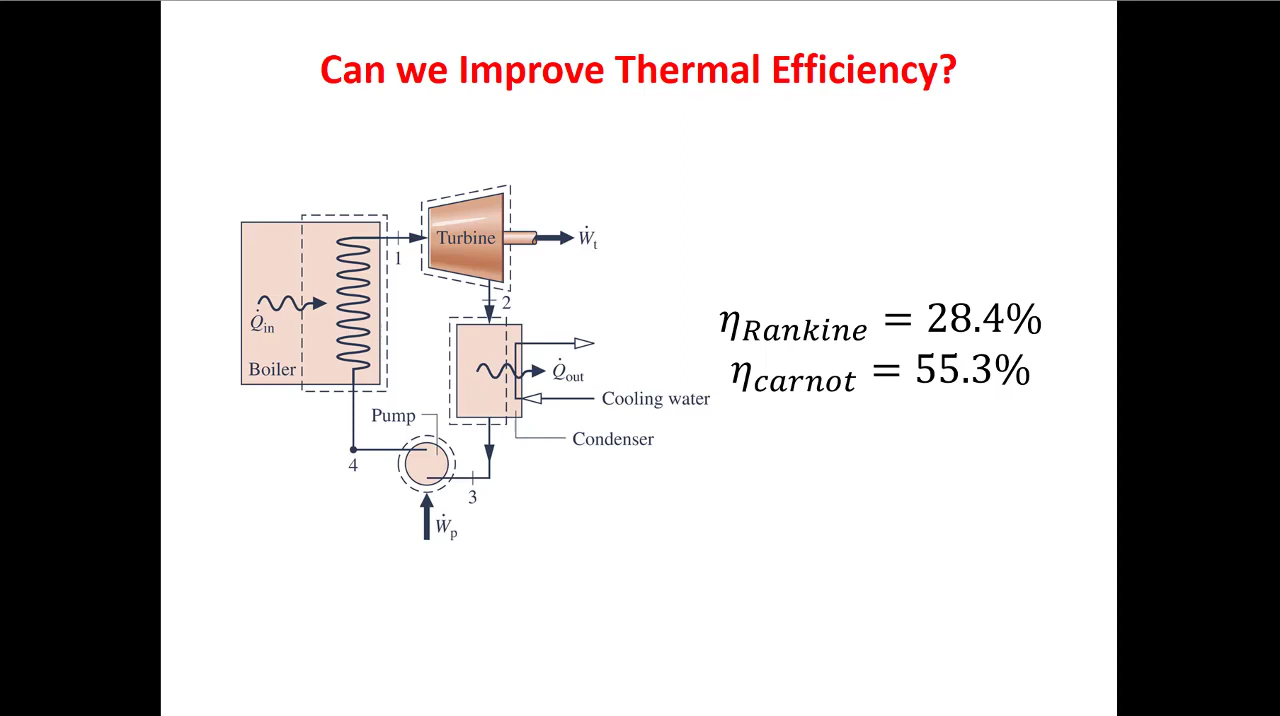 Can we Improve Thermal Efficiency?
Turbine
Ẇt
1
2
Q̇in
Boiler
Q̇out
Cooling water
Condenser
Pump
4
3
Ẇp
ηRankine = 28.4%
ηcarnot = 55.3%